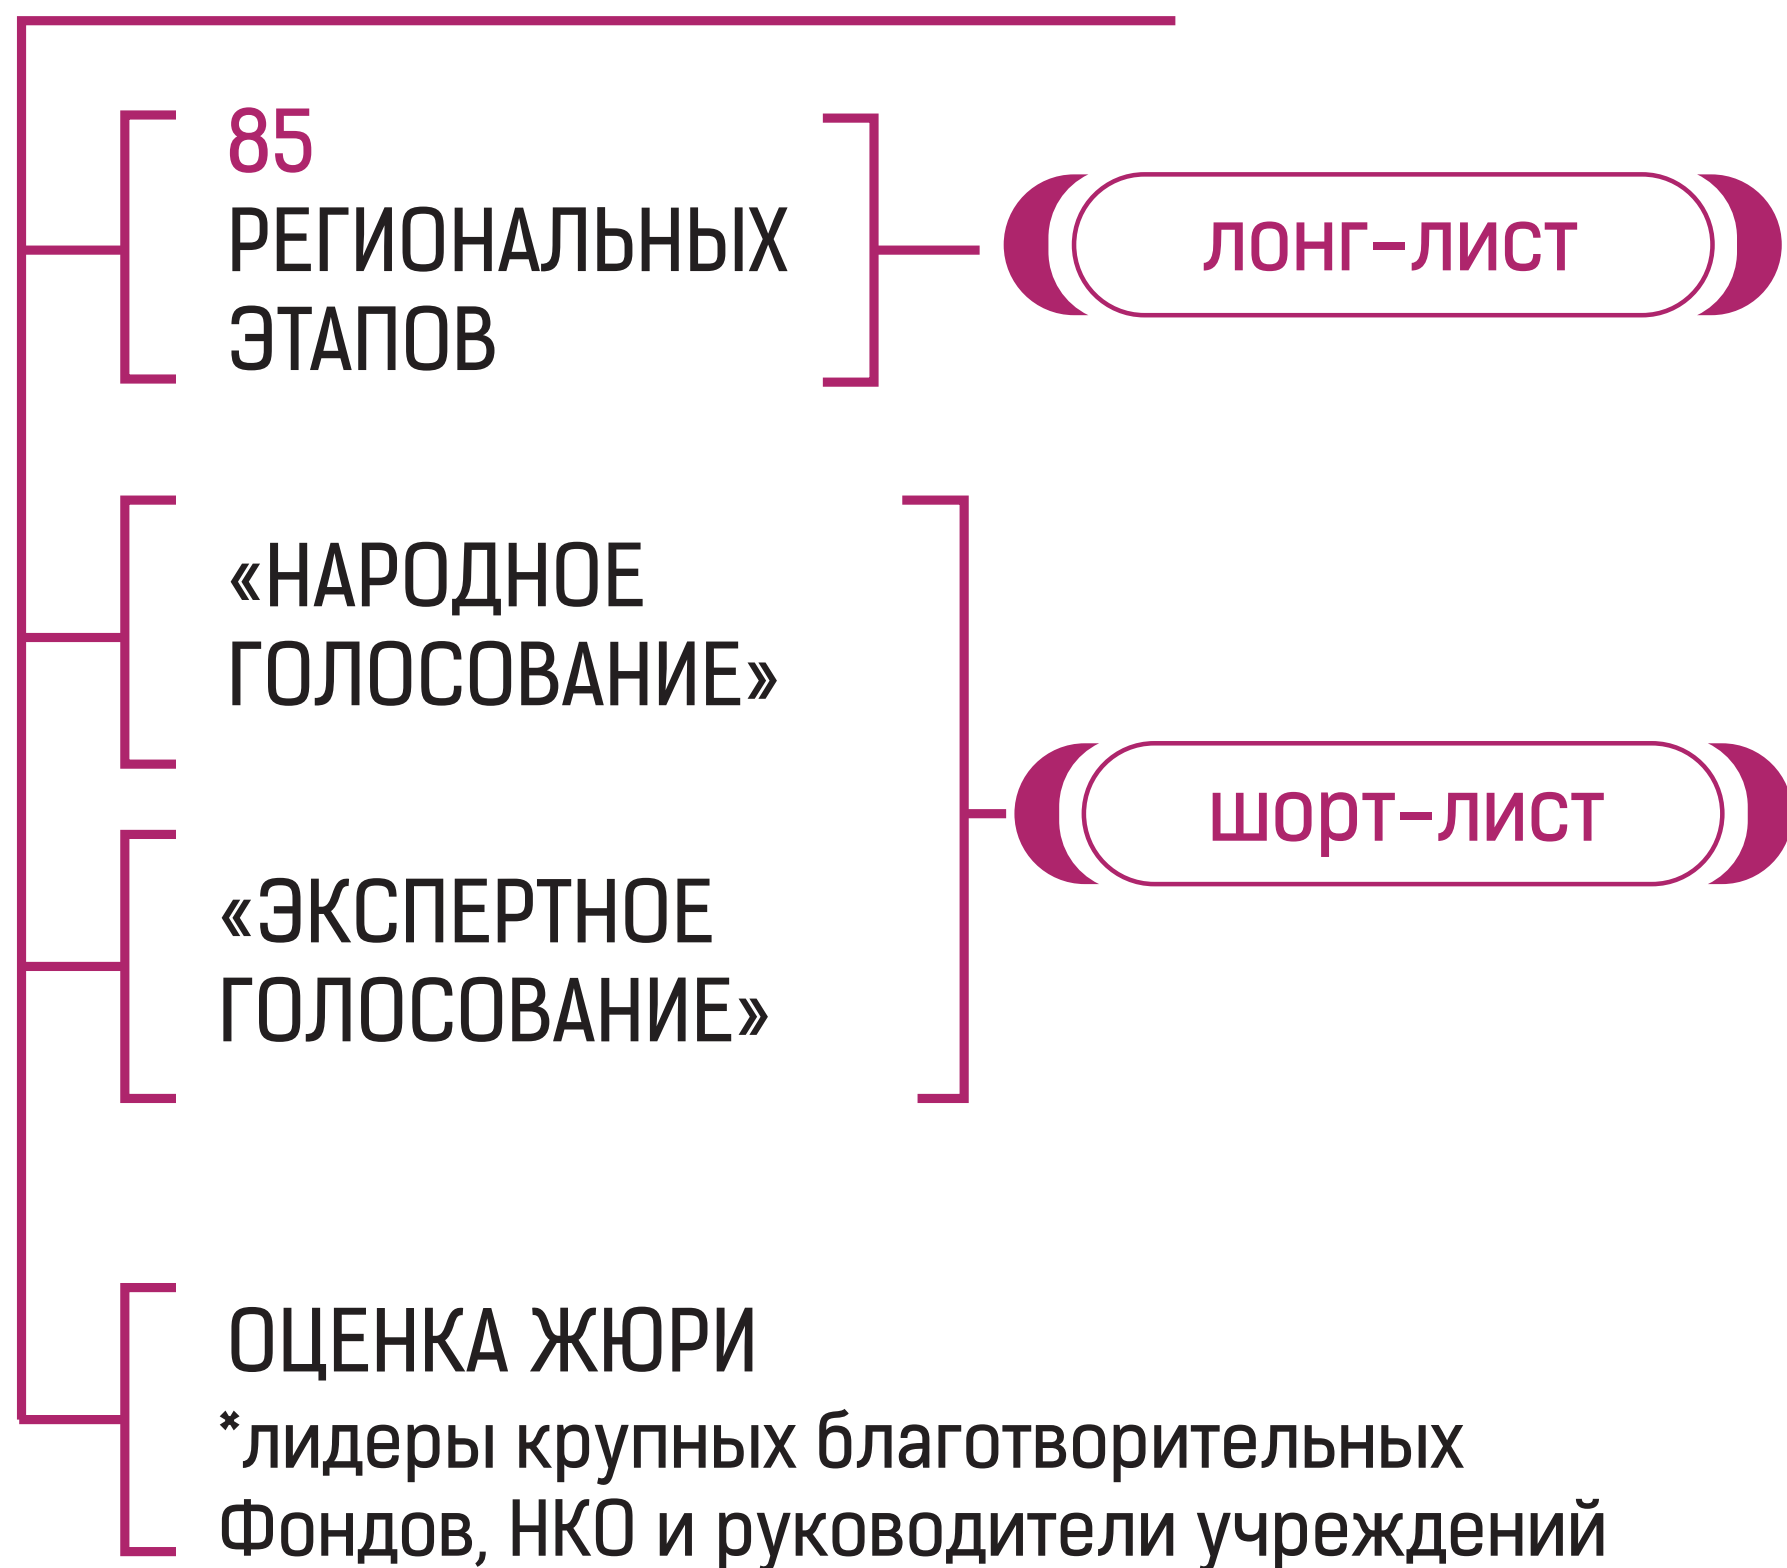 85
РЕГИОНАЛЬНЫХ
ЭТАПОВ
лонг-лист
«НАРОДНОЕ
ГОЛОСОВАНИЕ»
шорт-лист
«ЭКСПЕРТНОЕ
ГОЛОСОВАНИЕ»
ОЦЕНКА ЖЮРИ
*лидеры крупных благотворительных
Фондов, НКО и руководители учреждений